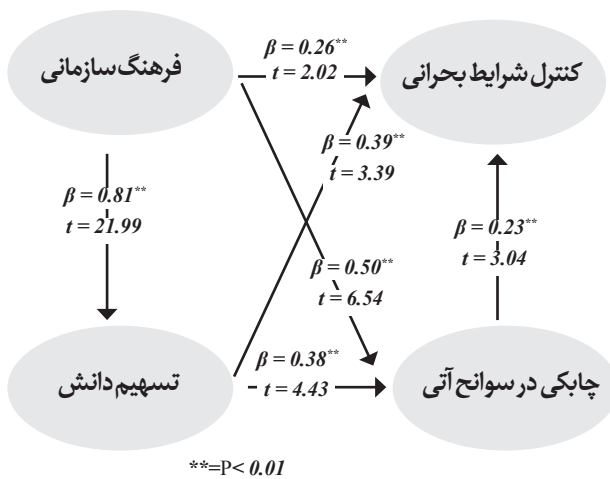 فرهنگ سازمانی
β = 0.26**
t = 2.02
کنترل شرایط بحرانی
β = 0.39**
t = 3.39
β = 0.81**
t = 21.99
β = 0.23**
t = 3.04
β = 0.50**
t = 6.54
تسهیم دانش
β = 0.38**
t = 4.43
چابکی در سوانح آتی
**=P< 0.01